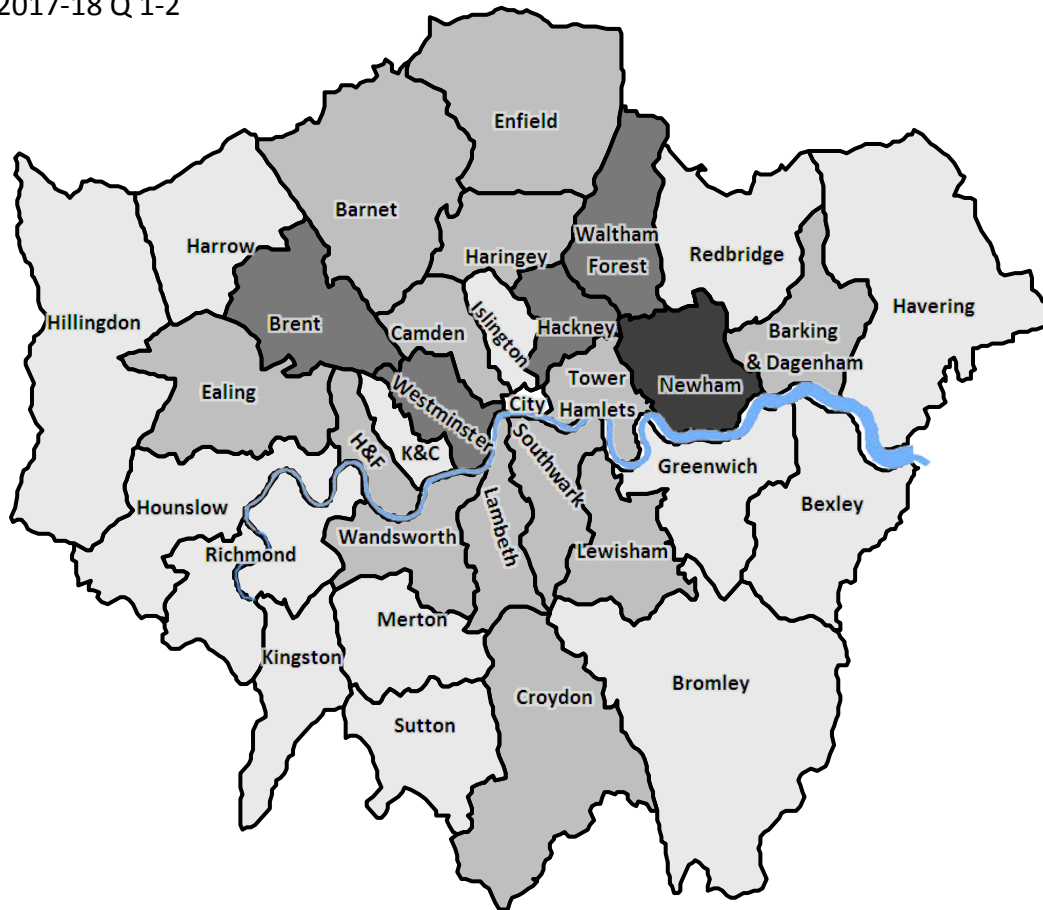 2017-18 Q 1-2
Enfield
Barnet
Waltham
Forest
Harrow
Haringey
Redbridge
Havering
Hillingdon
Brent
Camden
Islington
Hackney
Barking
& Dagenham
Ealing
Westminster
City
Tower
Hamlets
Newham
H&F
K&C
Southwark
Greenwich
Hounslow
Bexley
Richmond
Wandsworth
Lambeth
Lewisham
Merton
Kingston
Croydon
Bromley
Sutton